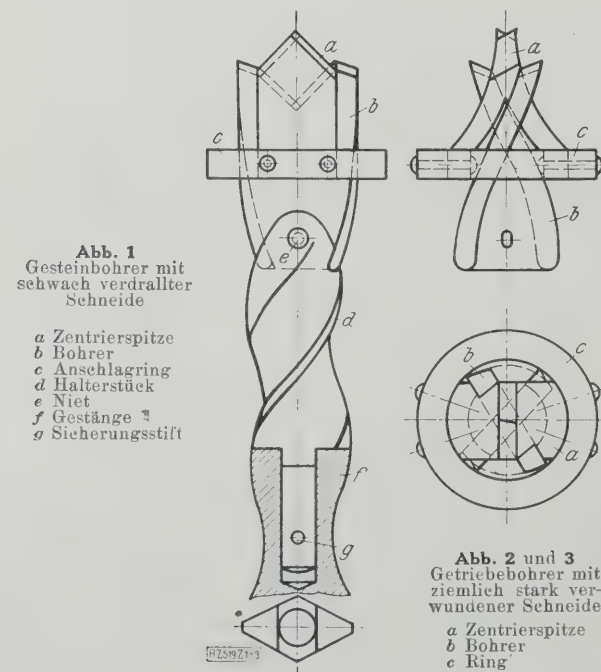 a
b
c
a
c
b
e
d
Abb. 1
Gesteinbohrer mit
schwach verdrallter
Schneide
a Zentrierspitze
b Bohrer
c Anschlagring
d Halterstück
e Niet
f Gestänge
g Sicherungsstift
b
c
a
f
g
Abb. 2 und 3
Getriebebohrer mit
ziemlich stark ver-
wundener Schneide
a Zentrierspitze
b Bohrer
c Ring